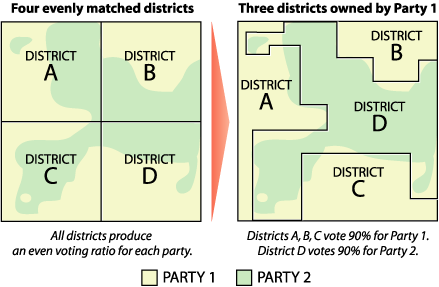 Four evenly matched districts
DISTRICT
A
DISTRICT
B
DISTRICT
C
DISTRICT
D
All districts produce
an even voting ratio for each party.
Three districts owned by Party 1
DISTRICT
B
DISTRICT
A
DISTRICT
D
DISTRICT
C
Districts A, B, C vote 90% for Party 1.
District D votes 90% for Party 2.
PARTY 1
PARTY 2